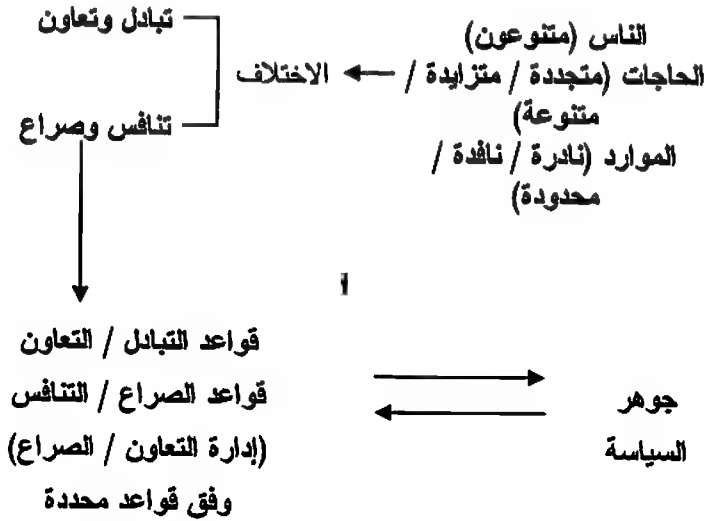 الناس (متنوعون)
الحاجات (متجددة / متزايدة /
متنوعة)
الموارد (نادرة / نافدة /
محدودة)
الاختلاف
تبادل وتعاون
تنافس وصراع
قواعد التبادل / التعاون
قواعد الصراع / التنافس
(إدارة التعاون / الصراع)
وفق قواعد محددة
جوهر
السياسة